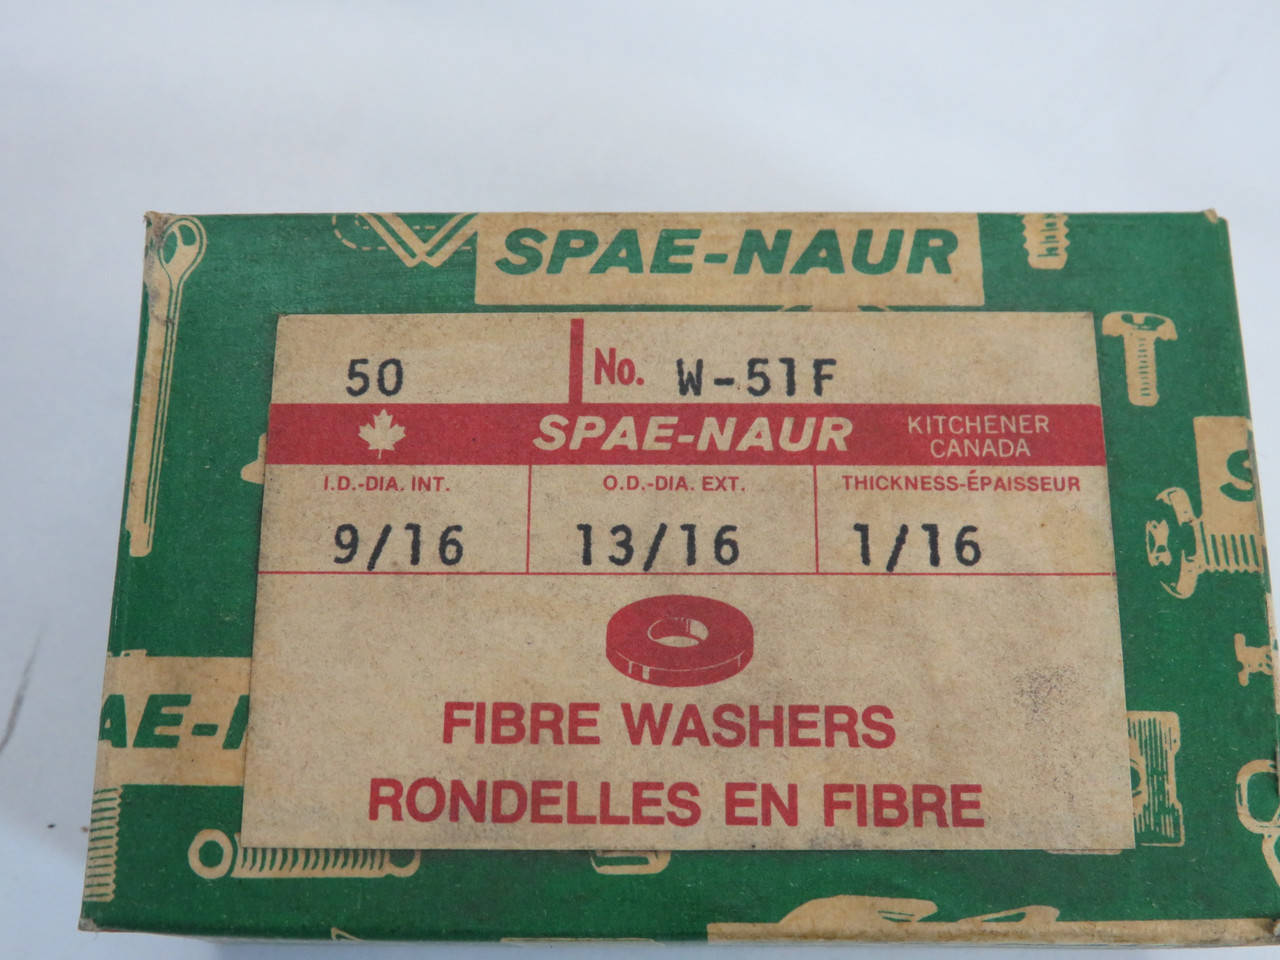 SPAE-NAUR
50 No. W-51F
SPAE-NAUR KITCHENER CANADA
I.D.-DIA. INT. O.D.-DIA. EXT. THICKNESS-ÉPAISSEUR
9/16 13/16 1/16
FIBRE WASHERS
AE-
RONDELLES EN FIBRE